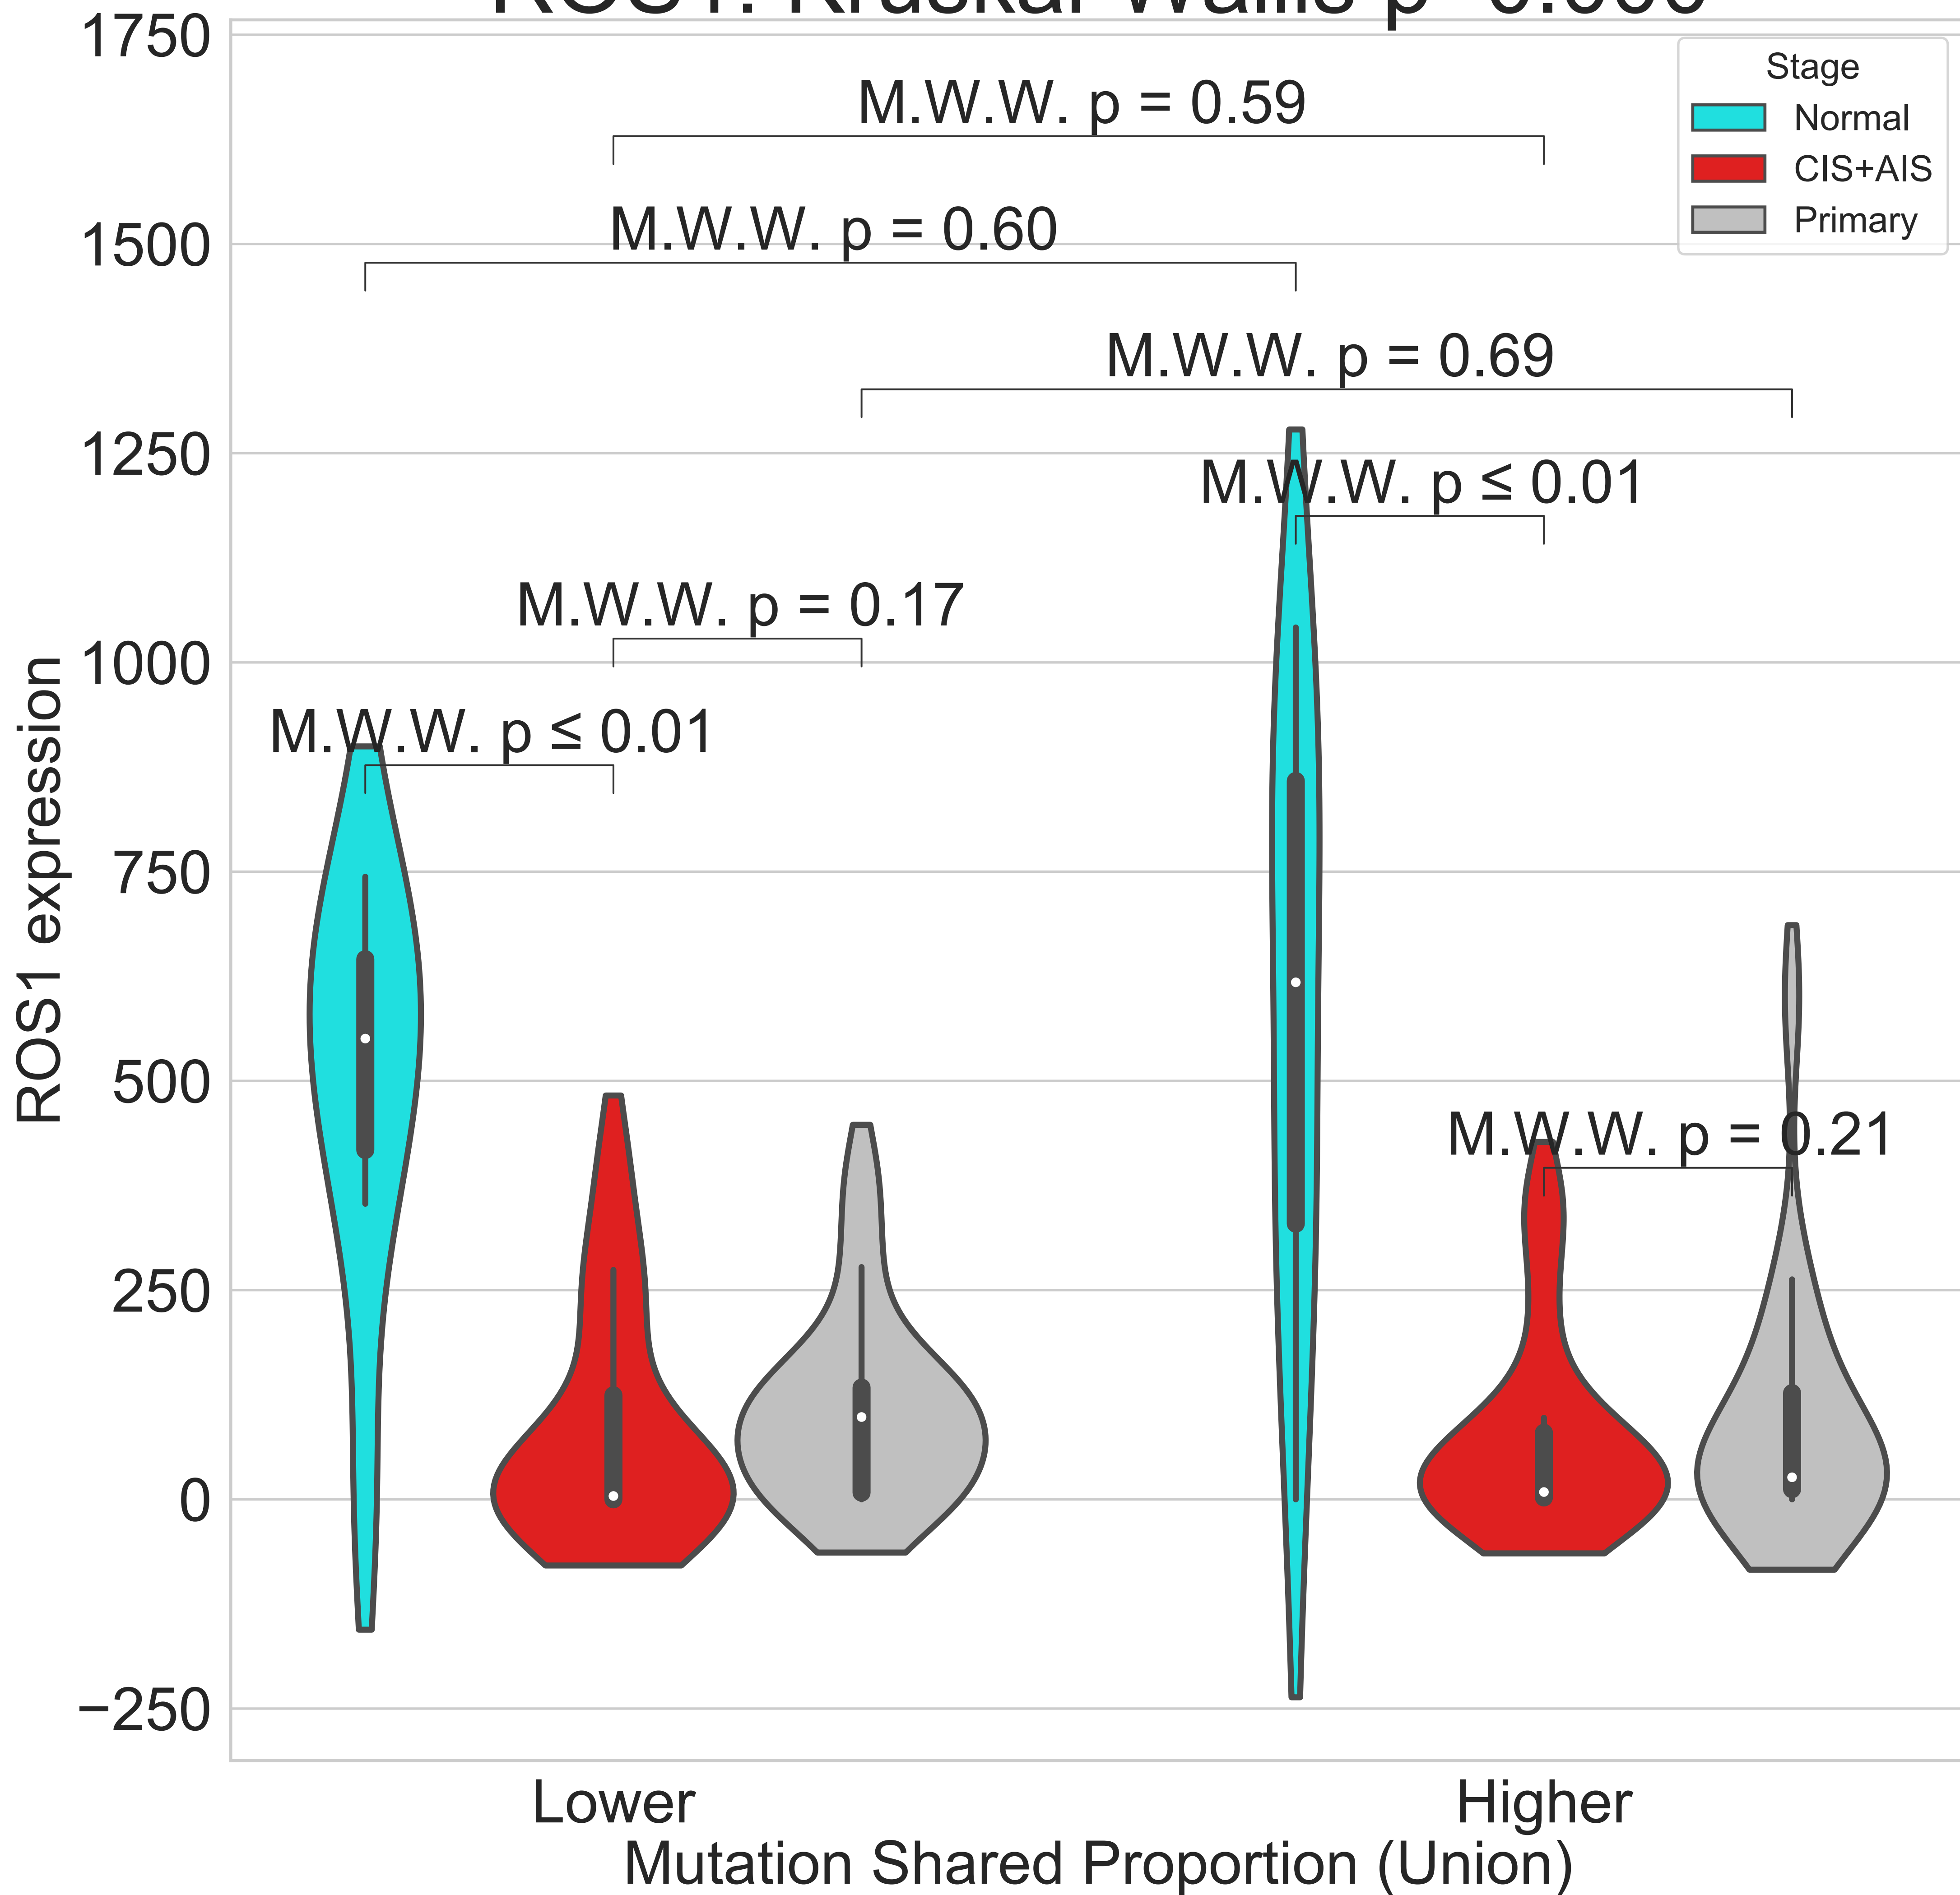 1750
1500
1250
1000
750
500
250
0
−250
ROS1 expression
M.W.W. p = 0.59
M.W.W. p = 0.60
M.W.W. p = 0.69
M.W.W. p ≤ 0.01
M.W.W. p = 0.17
M.W.W. p ≤ 0.01
M.W.W. p = 0.21
Stage
Normal
CIS+AIS
Primary
Lower
Higher
Mutation Shared Proportion (Union)